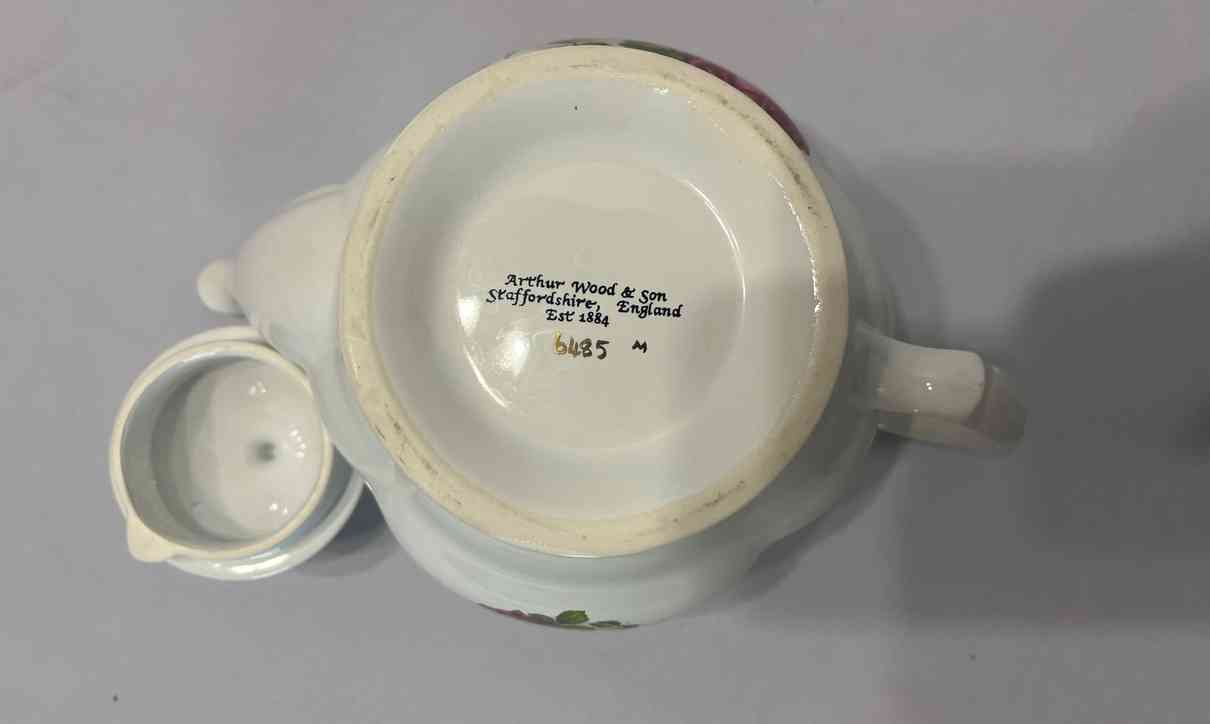 Arthur Wood & Son
Staffordshire, England
Est 1884
6485 M